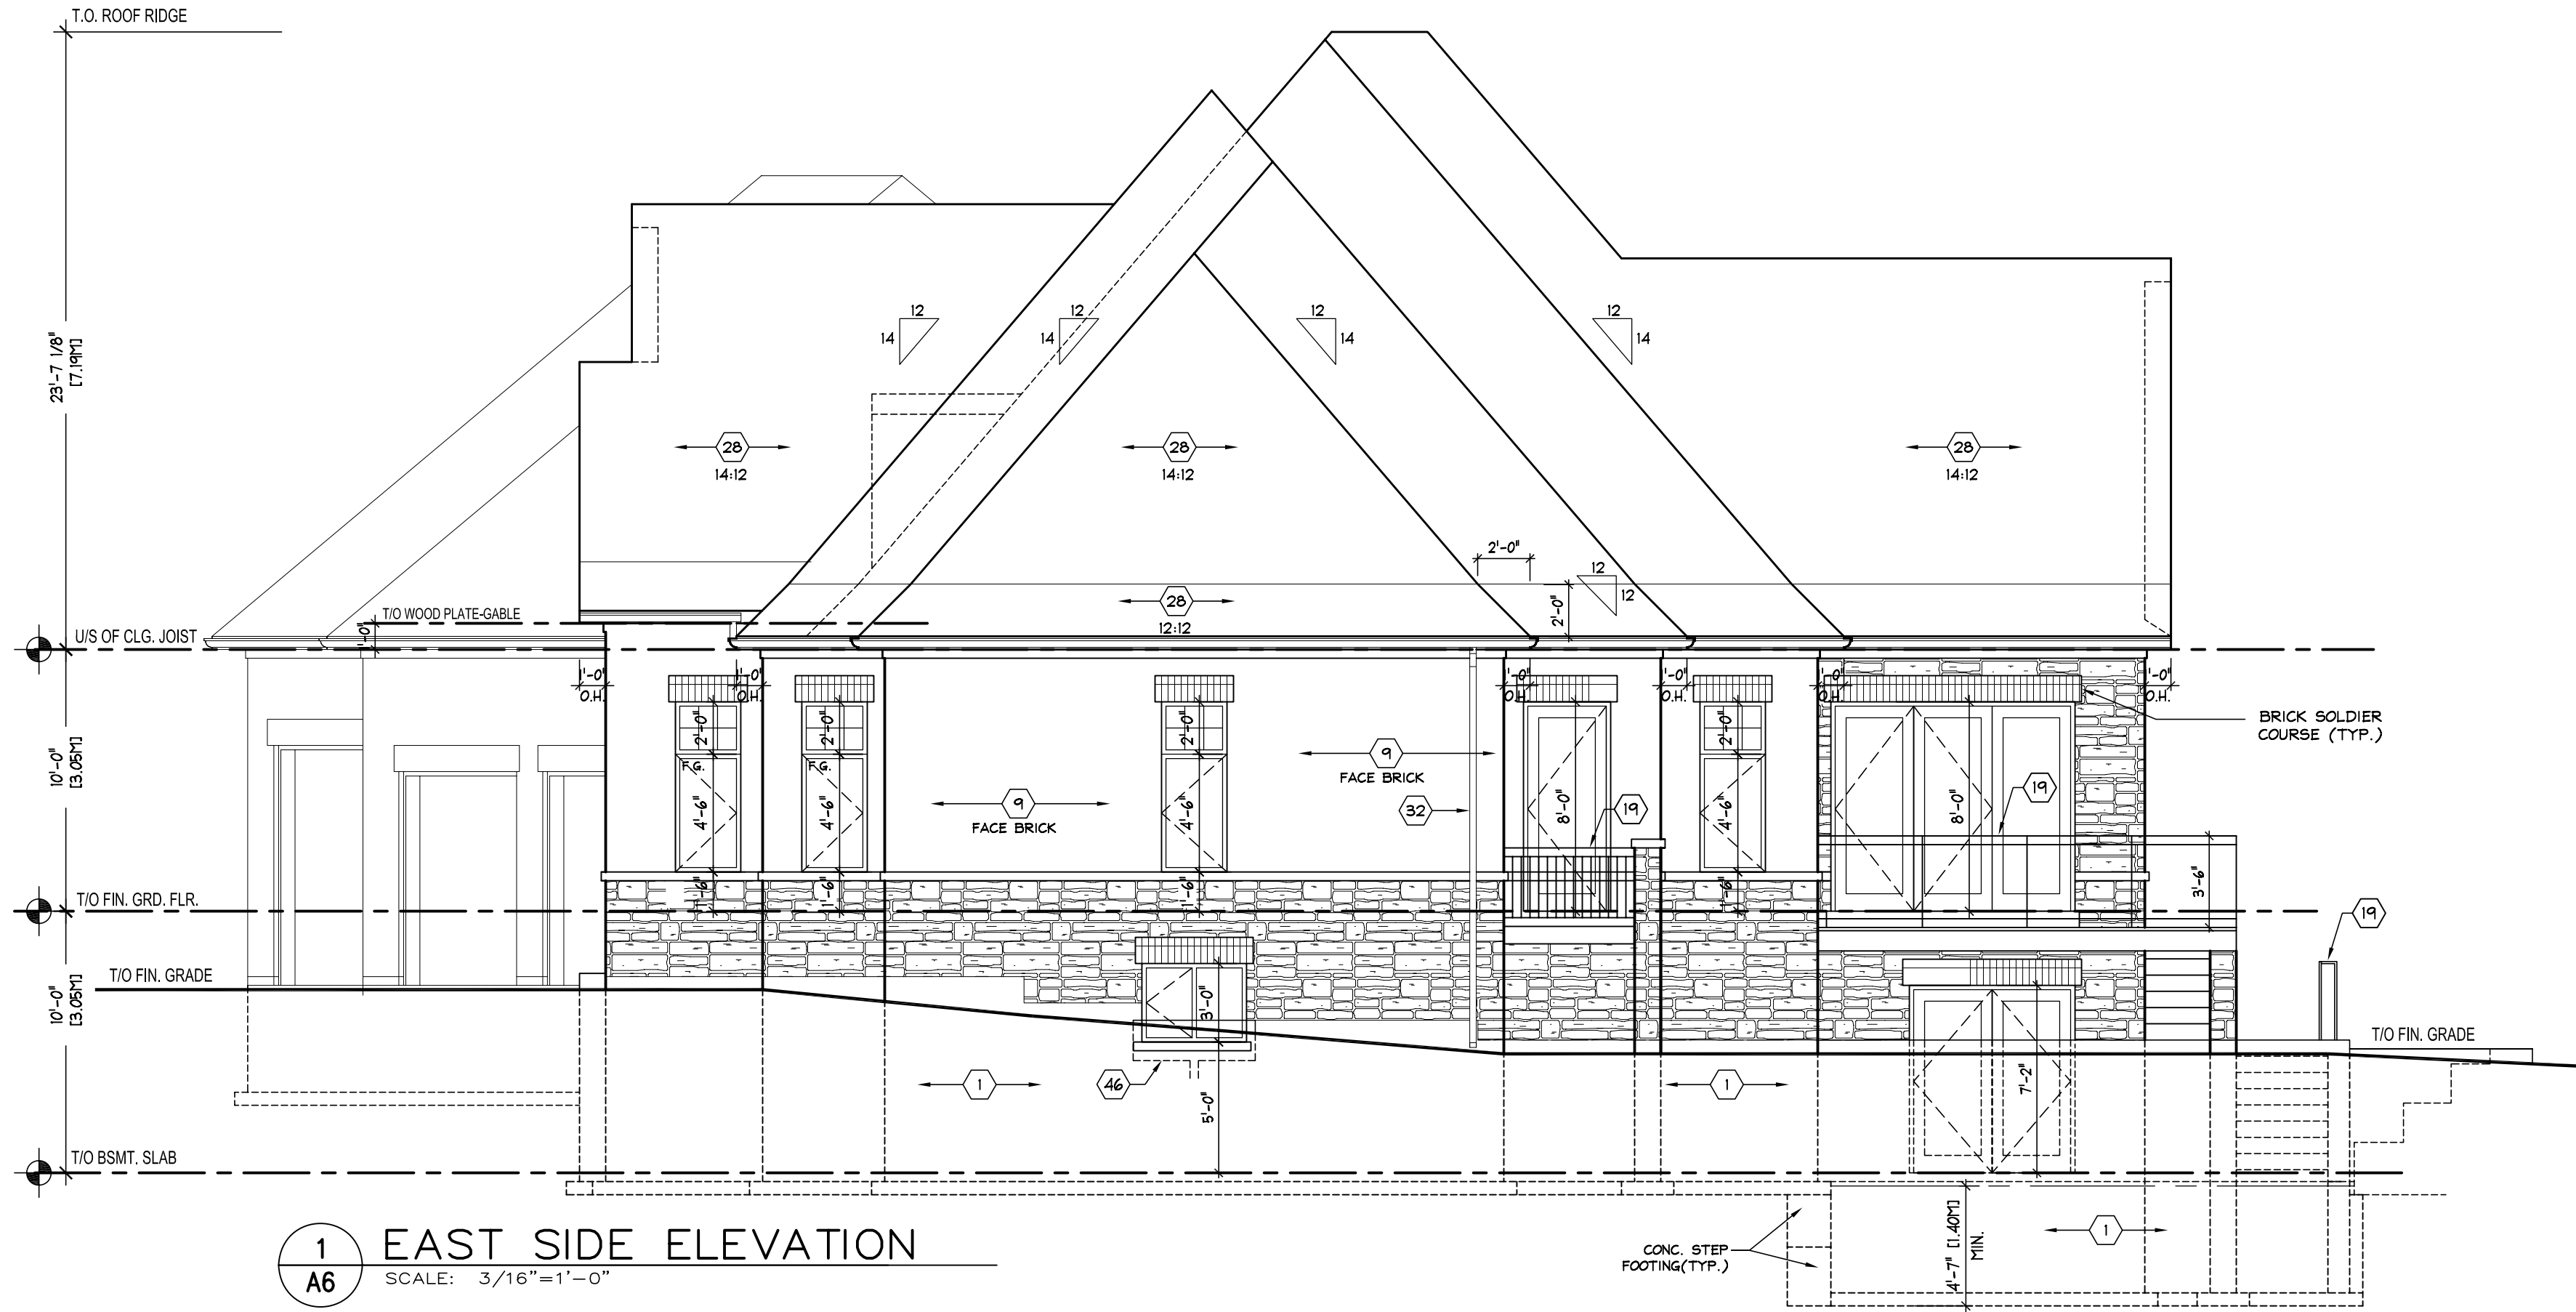 T.O. ROOF RIDGE
23'-7 1/8"
[7.19M]
12
14
12
14
12
14
12
14
28
14:12
28
14:12
28
14:12
2'-0"
12
12
2'-0"
28
12:12
T/O WOOD PLATE-GABLE
U/S OF CLG. JOIST
1'-0"
O.H.
1'-0"
O.H.
1'-0"
O.H.
1'-0"
O.H.
1'-0"
O.H.
1'-0"
O.H.
10'-0"
[3.05M]
2'-0"
F.G.
4'-6"
1'-6"
2'-0"
F.G.
4'-6"
1'-6"
2'-0"
4'-6"
1'-6"
9
FACE BRICK
9
FACE BRICK
32
8'-0"
19
2'-0"
4'-6"
1'-6"
8'-0"
19
BRICK SOLDIER
COURSE (TYP.)
3'-6"
19
T/O FIN. GRD. FLR.
T/O FIN. GRADE
10'-0"
[3.05M]
3'-0"
5'-0"
1
46
1
7'-2"
T/O FIN. GRADE
T/O BSMT. SLAB
CONC. STEP
FOOTING(TYP.)
4'-7" [1.40M]
MIN.
1
1
A6
EAST SIDE ELEVATION
SCALE: 3/16"=1'-0"